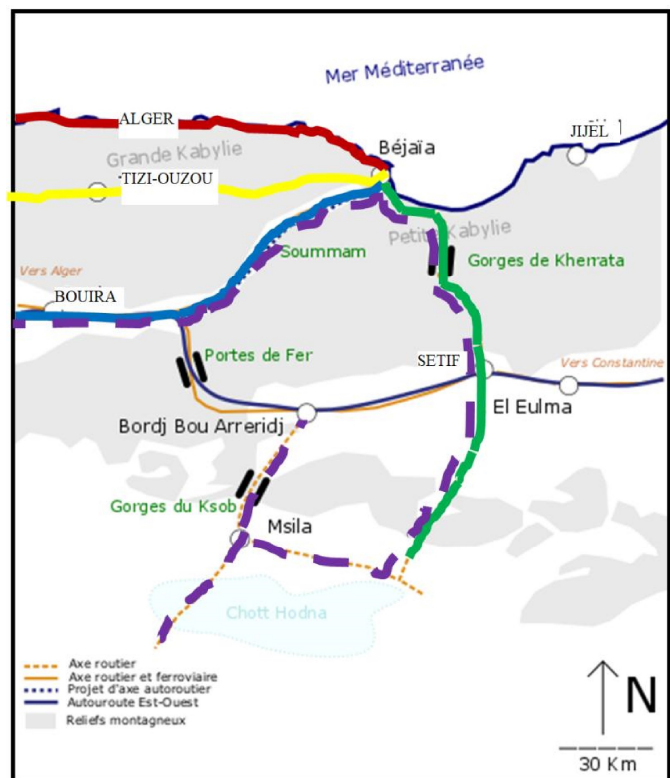 Mer Méditerranée
ALGER
JIJEL
Béjaïa
Grande Kabylie
TIZI-OUZOU
Petite Kabylie
Soummam
Gorges de Kherrata
Vers Alger
BOUIRA
Portes de Fer
SETIF
Vers Constantine
El Eulma
Bordj Bou Arreridj
Gorges du Ksob
Msila
Chott Hodna
Axe routier
Axe routier et ferroviaire
Projet d'axe autoroutier
Autouroute Est-Ouest
Reliefs montagneux
N
30 Km